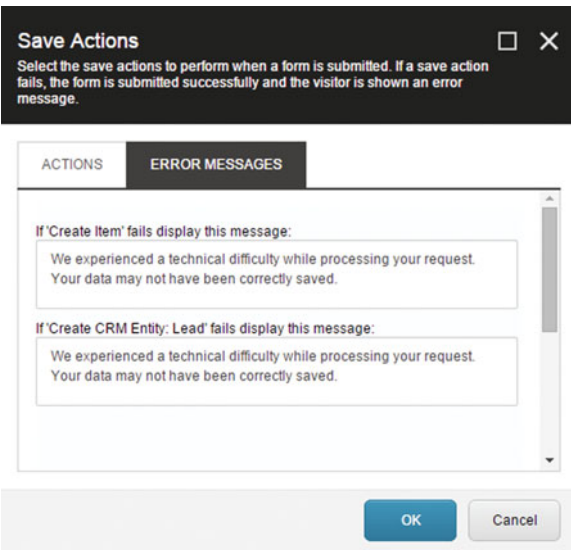 Save Actions
Select the save actions to perform when a form is submitted. If a save action
fails, the form is submitted successfully and the visitor is shown an error
message.
ACTIONS
ERROR MESSAGES
If 'Create Item' fails display this message:
We experienced a technical difficulty while processing your request.
Your data may not have been correctly saved.
If 'Create CRM Entity: Lead' fails display this message:
We experienced a technical difficulty while processing your request.
Your data may not have been correctly saved.
OK
Cancel